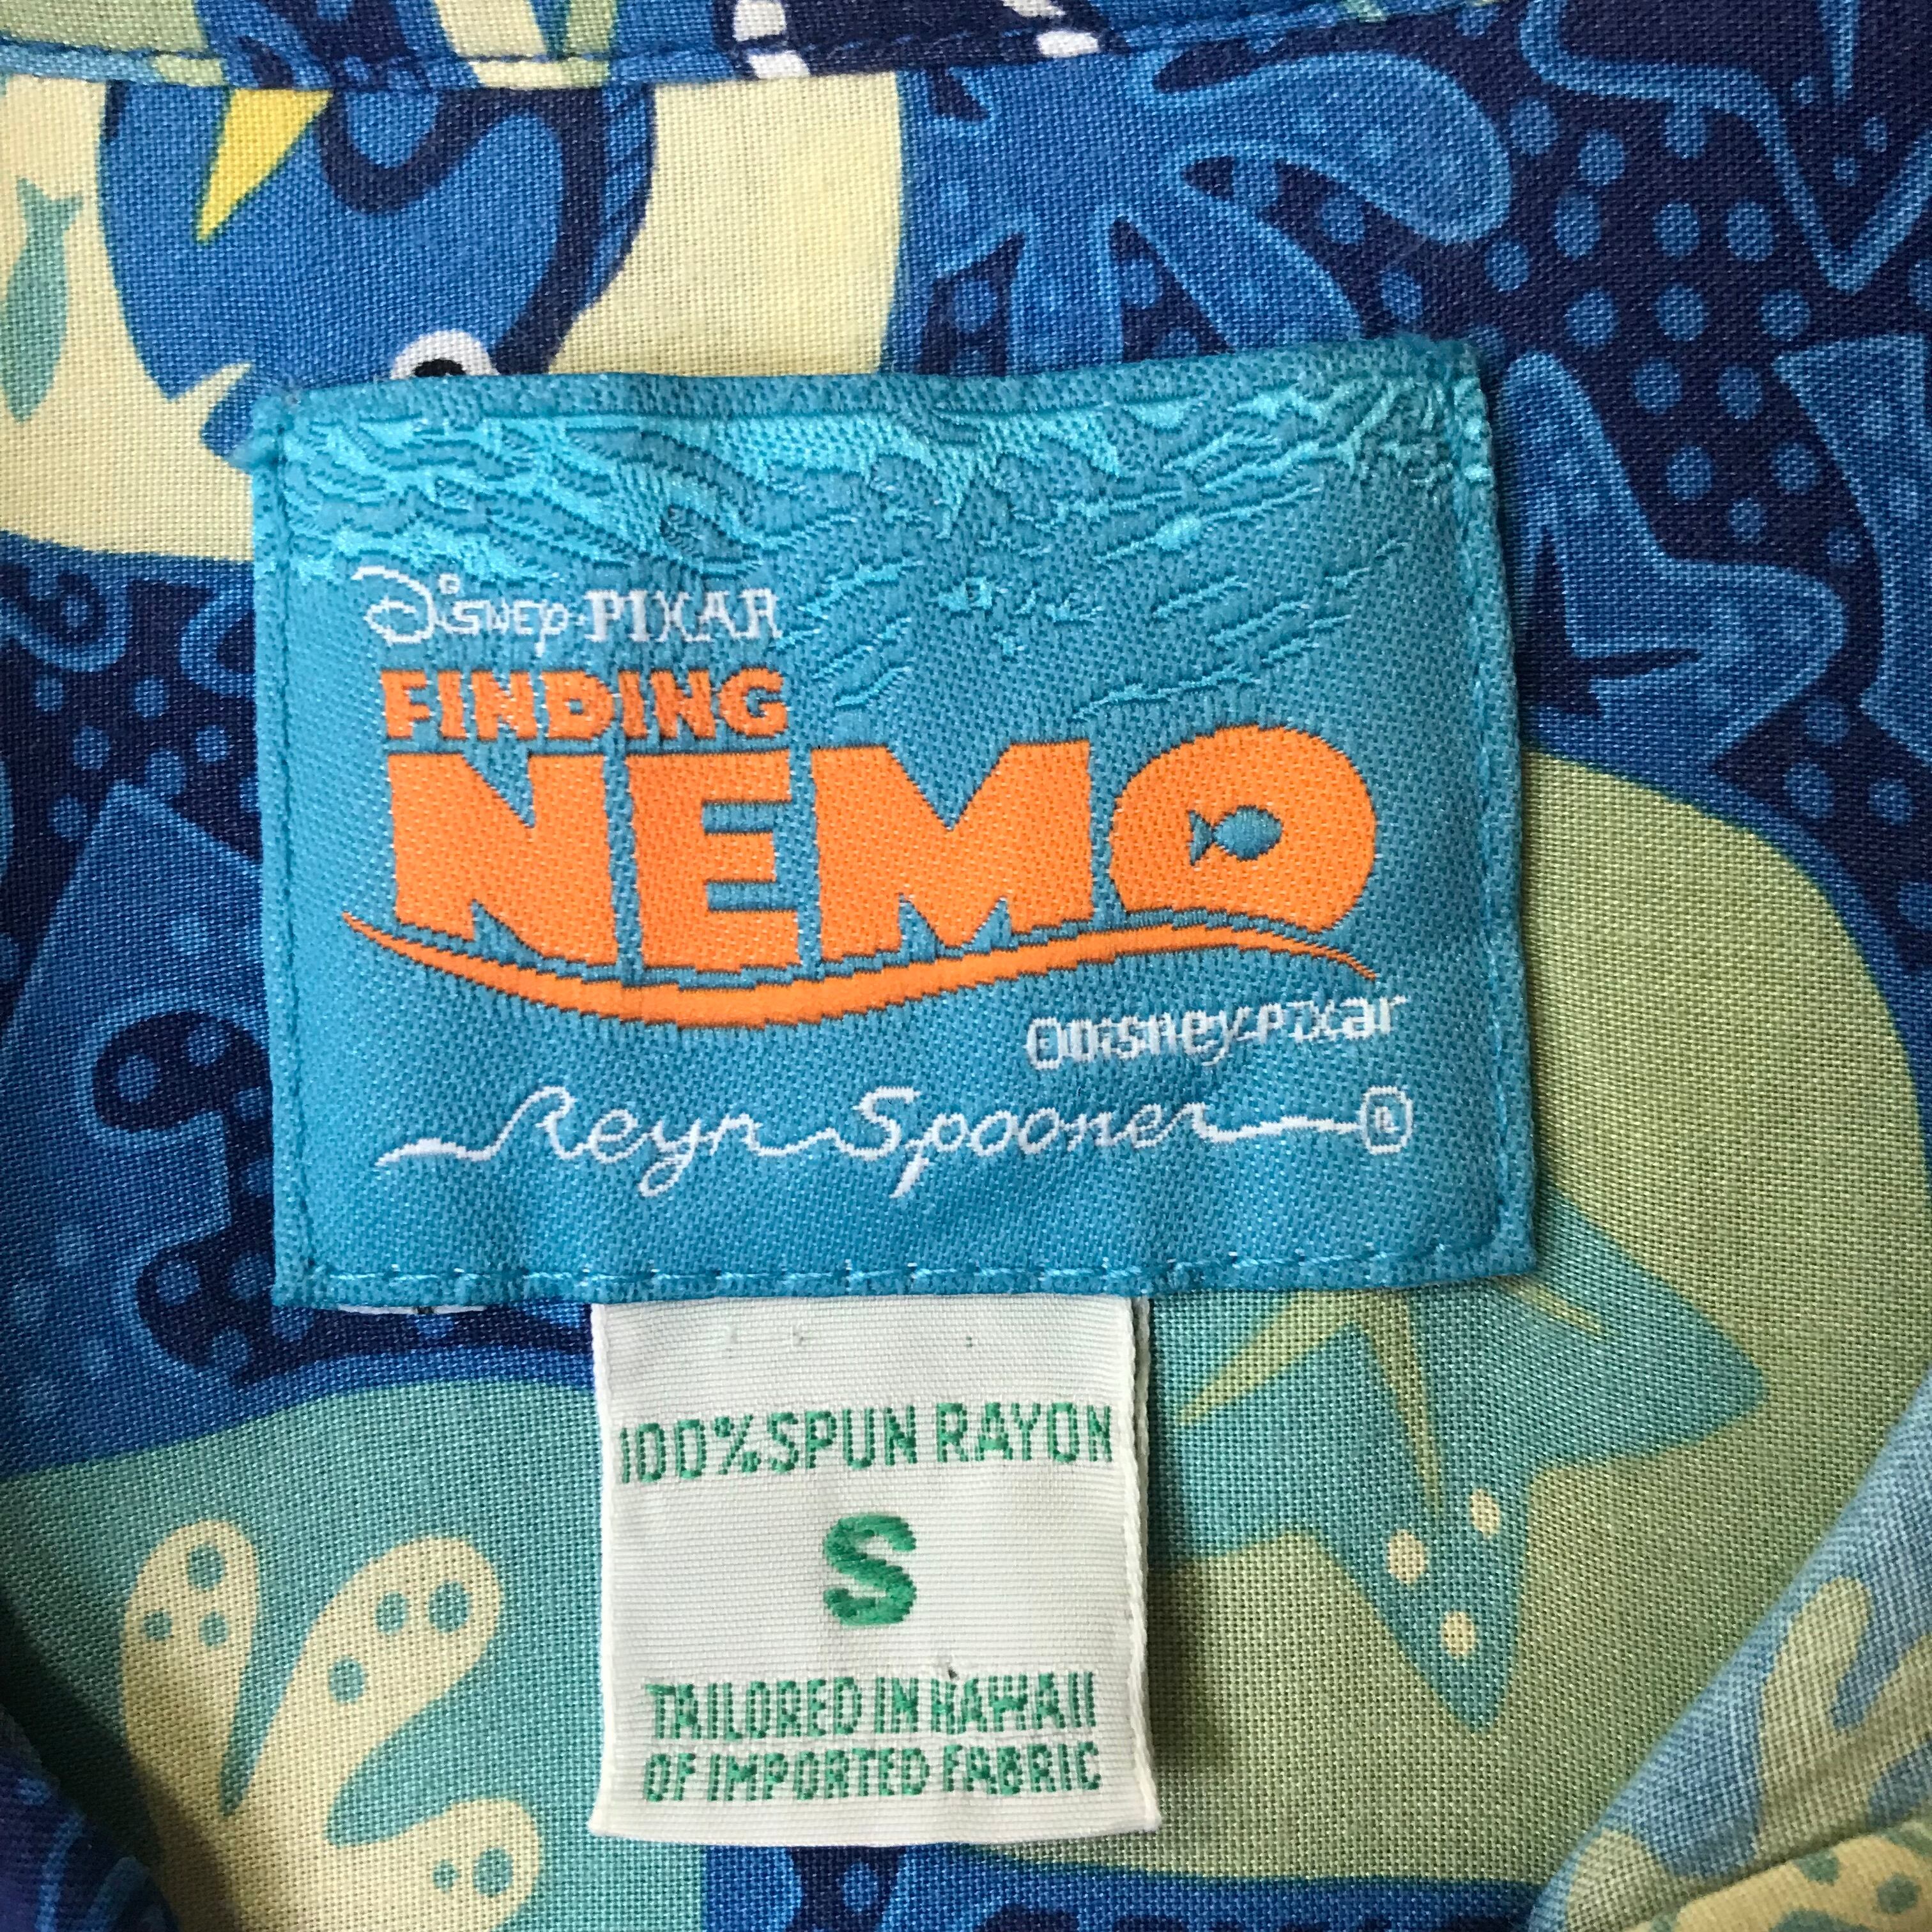 Disney·PIXAR
FINDING
NEMO
©Disney/Pixar
Reyn Spooner ®
100% SPUN RAYON
S
TAILORED IN HAWAII
OF IMPORTED FABRIC